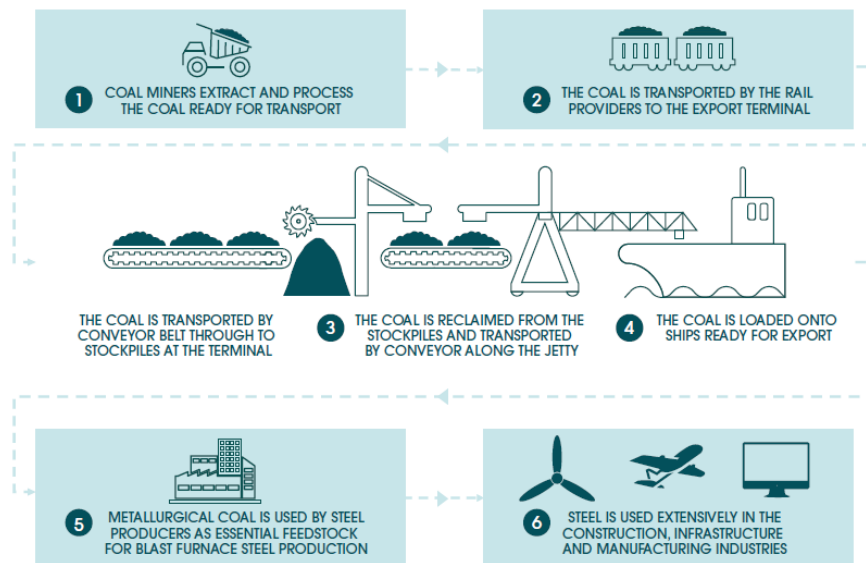 1
COAL MINERS EXTRACT AND PROCESS
THE COAL READY FOR TRANSPORT
2
THE COAL IS TRANSPORTED BY THE RAIL
PROVIDERS TO THE EXPORT TERMINAL
THE COAL IS TRANSPORTED BY
CONVEYOR BELT THROUGH TO
STOCKPILES AT THE TERMINAL
3
THE COAL IS RECLAIMED FROM THE
STOCKPILES AND TRANSPORTED
BY CONVEYOR ALONG THE JETTY
4
THE COAL IS LOADED ONTO
SHIPS READY FOR EXPORT
5
METALLURGICAL COAL IS USED BY STEEL
PRODUCERS AS ESSENTIAL FEEDSTOCK
FOR BLAST FURNACE STEEL PRODUCTION
6
STEEL IS USED EXTENSIVELY IN THE
CONSTRUCTION, INFRASTRUCTURE
AND MANUFACTURING INDUSTRIES